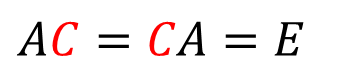 AC = CA = E